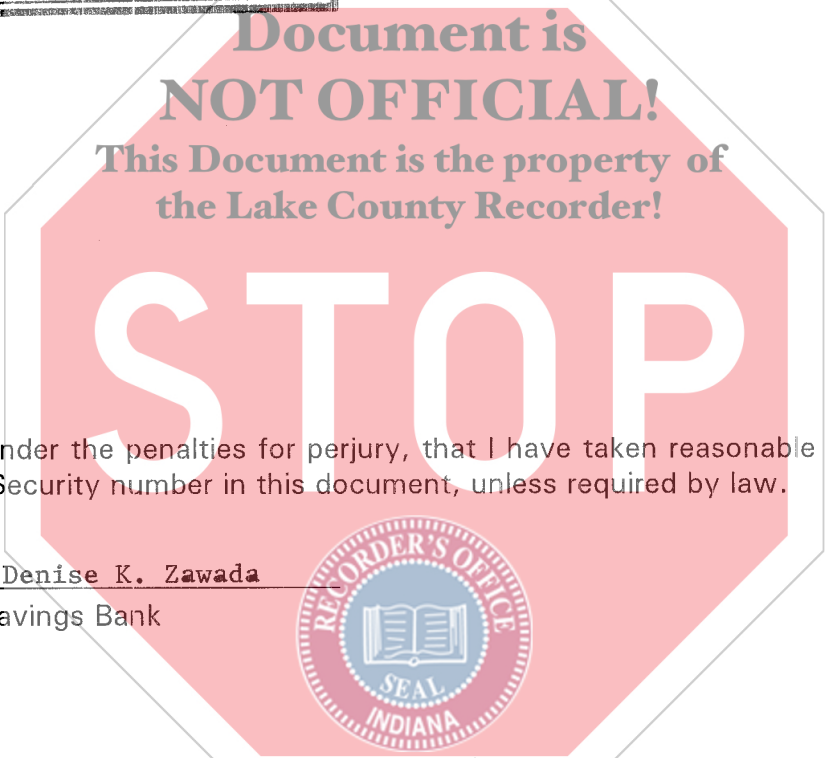 Document is
NOT OFFICIAL!
This Document is the property of
the Lake County Recorder!
STOP
nder the penalties for perjury, that I have taken reasonable
Security number in this document, unless required by law.
Denise K. Zawada
avings Bank
RECORDER'S OFFICE
SEAL
INDIANA